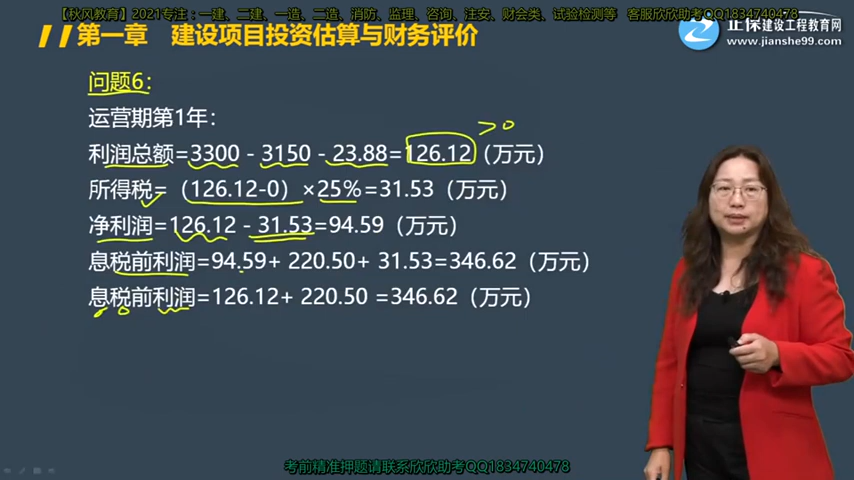 【秋风教育】2021专注：一建、二建、一造、二造、消防、监理、咨询、注安、财会类、试验检测等 客服欣欣助考QQ1834740478
第一章 建设项目投资估算与财务评价
正保建设工程教育网
www.jianshe99.com
问题6：
运营期第1年：
>0
利润总额=3300 - 3150 - 23.88=126.12（万元）
所得税=（126.12-0）×25%=31.53（万元）
净利润=126.12 - 31.53=94.59（万元）
息税前利润=94.59+ 220.50+ 31.53=346.62（万元）
息税前利润=126.12+ 220.50 =346.62（万元）
考前精准押题请联系欣欣助考QQ1834740478